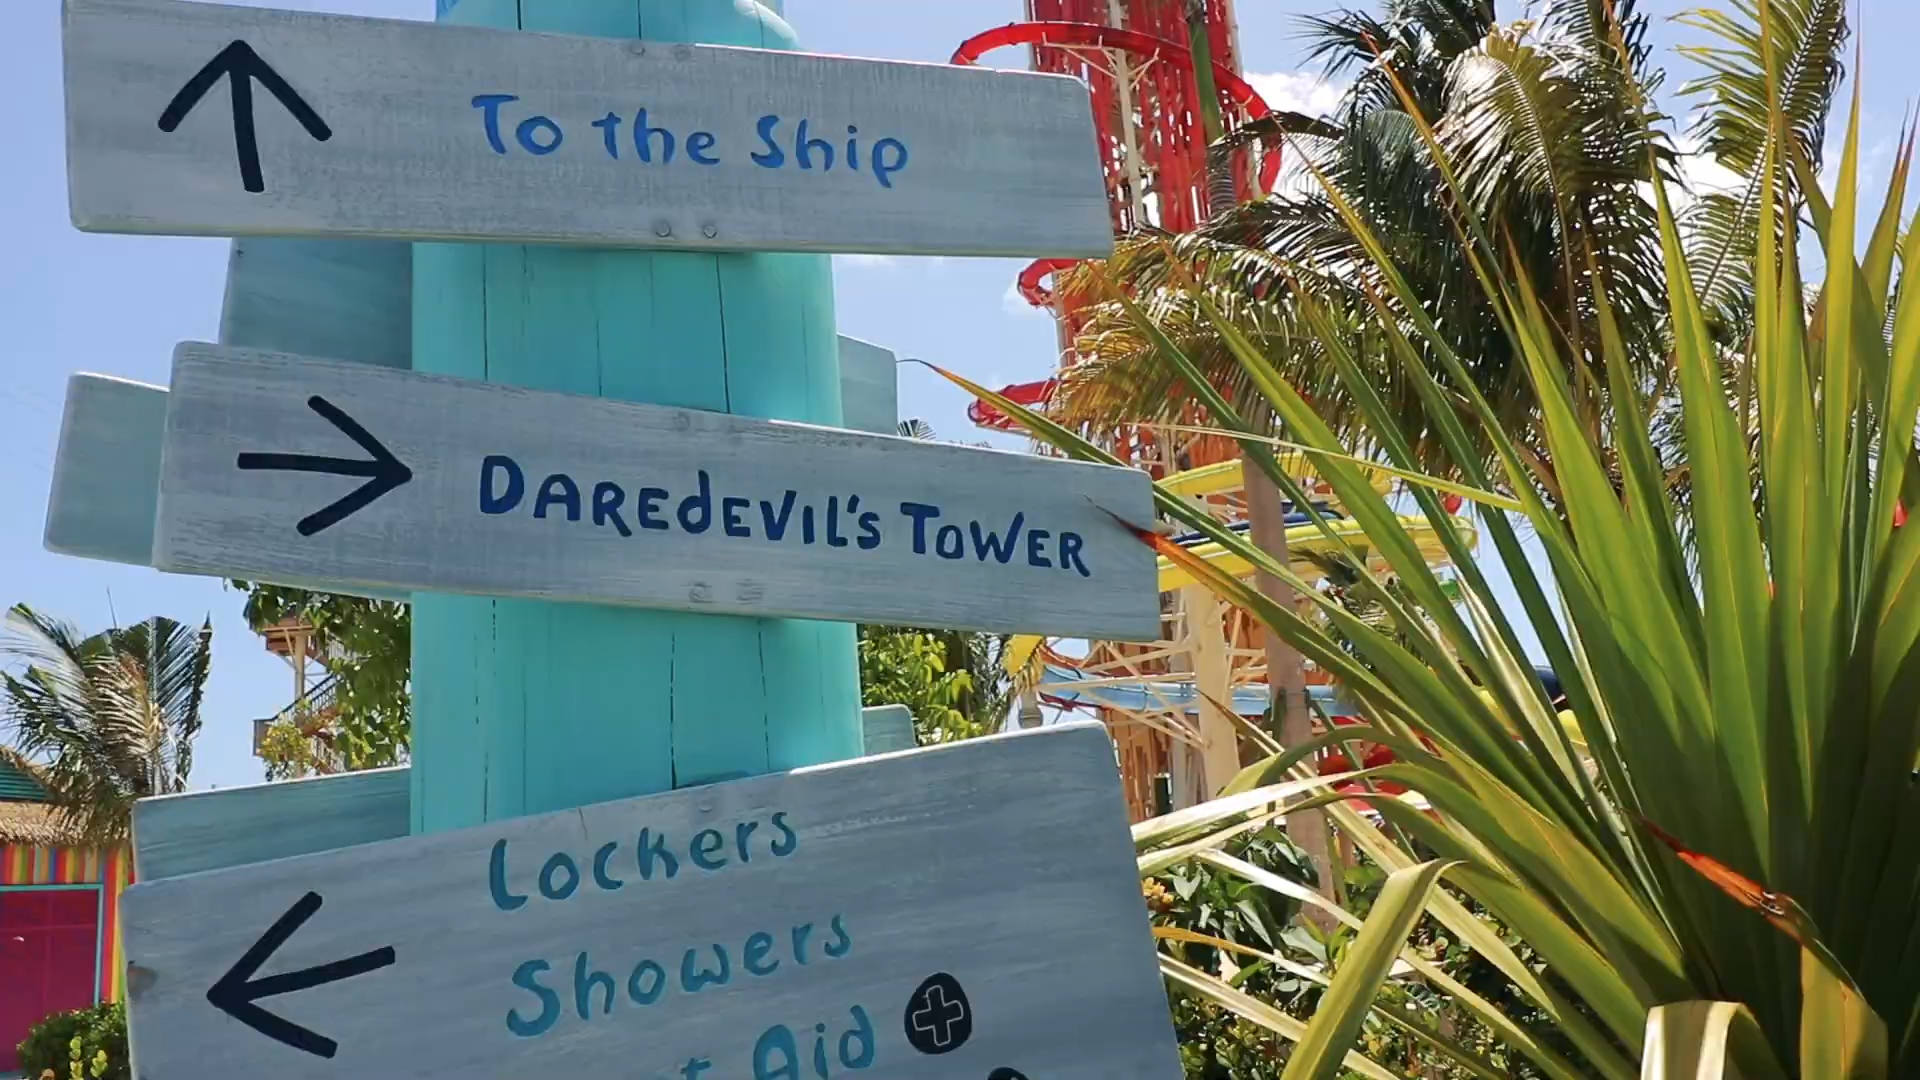 To the Ship
DAREdEVIL's TOWER
Lockers
Showers
Aid